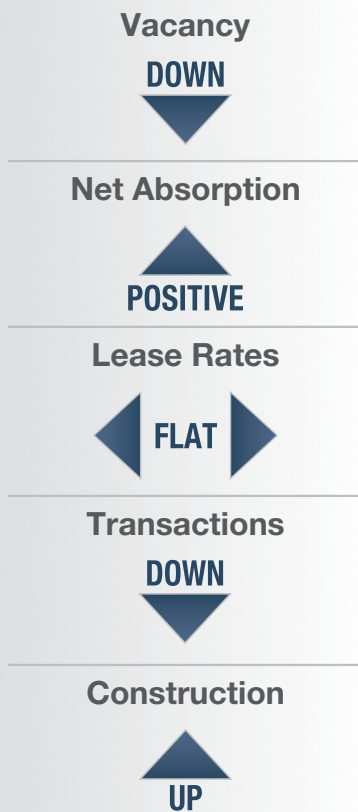 Vacancy
DOWN
Net Absorption
POSITIVE
Lease Rates
FLAT
Transactions
DOWN
Construction
UP